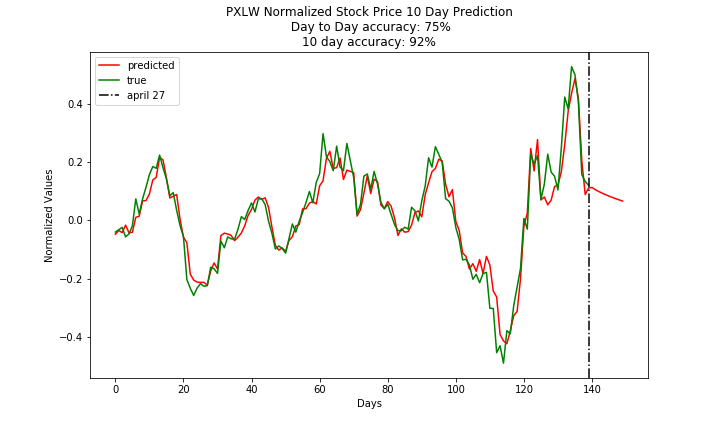 PXLW Normalized Stock Price 10 Day Prediction
Day to Day accuracy: 75%
10 day accuracy: 92%
predicted
true
april 27
Normalized Values
0.4
0.2
0.0
−0.2
−0.4
0 20 40 60 80 100 120 140
Days